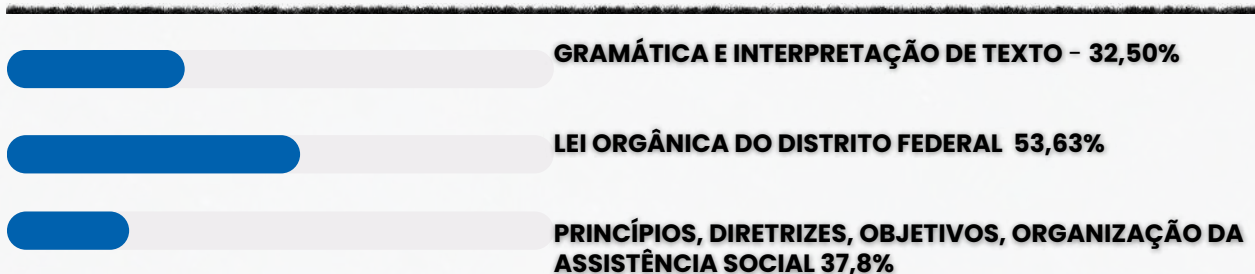 GRAMÁTICA E INTERPRETAÇÃO DE TEXTO - 32,50%
LEI ORGÂNICA DO DISTRITO FEDERAL 53,63%
PRINCÍPIOS, DIRETRIZES, OBJETIVOS, ORGANIZAÇÃO DA
ASSISTÊNCIA SOCIAL 37,8%